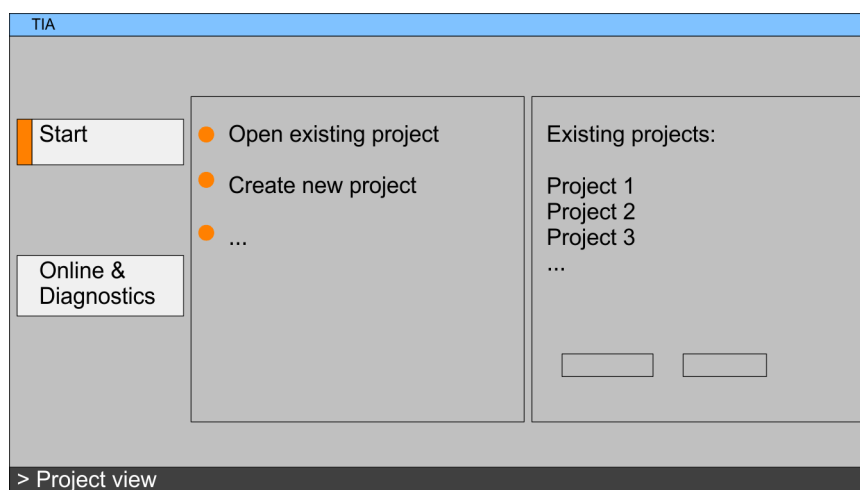 TIA
Start
Online &
Diagnostics
Open existing project
Create new project
...
Existing projects:
Project 1
Project 2
Project 3
...
> Project view